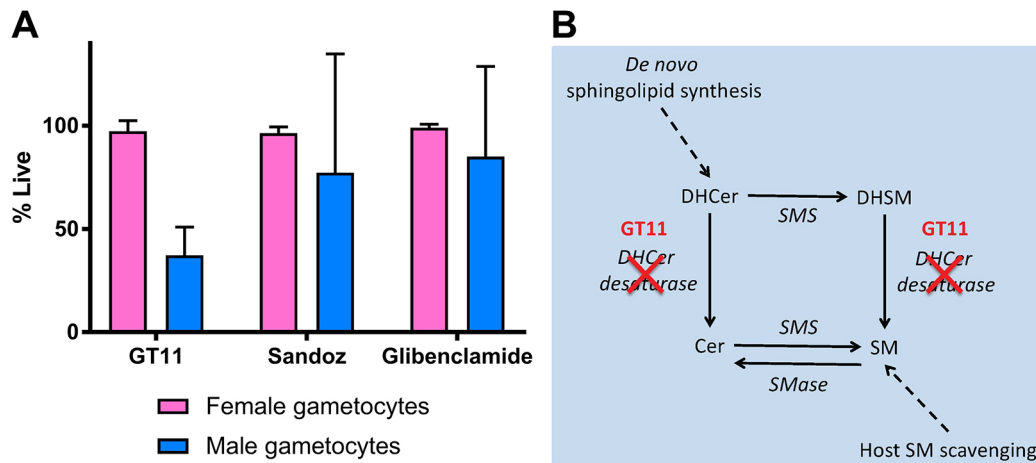 A
% Live
100
50
0
GT11 Sandoz Glibenclamide
Female gametocytes
Male gametocytes
B
De novo
sphingolipid synthesis
DHCer SMS DHSM
GT11
DHCer
desaturase
GT11
DHCer
desaturase
Cer SMS SM
SMase
Host SM scavenging